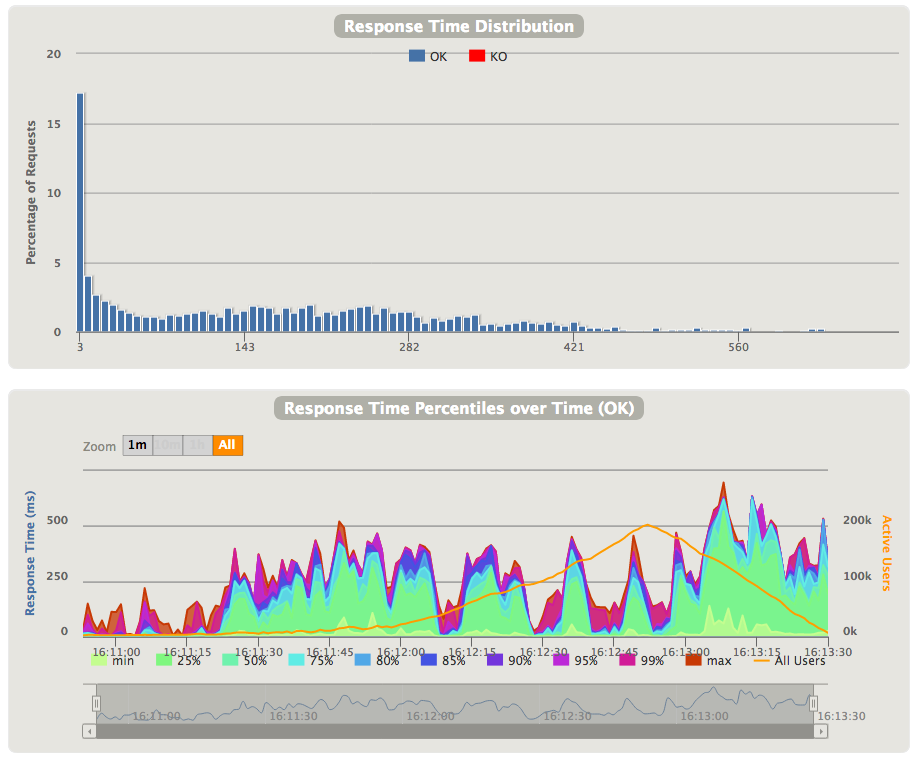 Response Time Distribution
20
OK KO
15
10
5
0
Percentage of Requests
3 143 282 421 560
Response Time Percentiles over Time (OK)
Zoom 1m 10m 1h All
500 200k
250 100k
0 0k
Response Time (ms)
Active Users
16:11:00 16:11:15 16:11:30 16:11:45 16:12:00 16:12:15 16:12:30 16:12:45 16:13:00 16:13:15 16:13:30
min 25% 50% 75% 80% 85% 90% 95% 99% max All Users
16:11:00 16:11:30 16:12:00 16:12:30 16:13:00 16:13:30